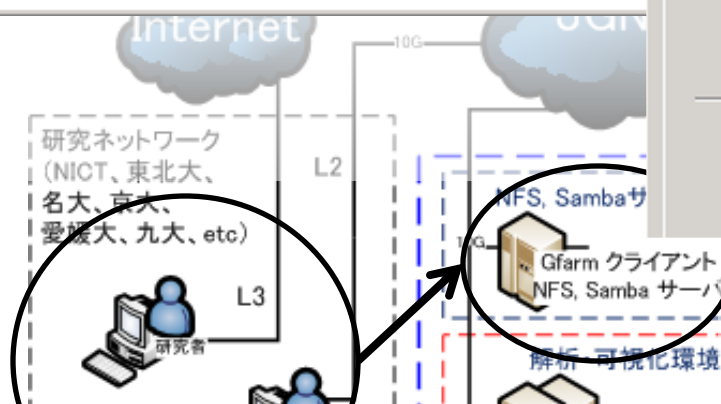 Internet
JGN
10G
研究ネットワーク
(NICT、東北大、
名大、京大、
愛媛大、九大、etc)
L2
NFS, Sambaサ
Gfarm クライアント
NFS, Samba サーバ
L3
研究者
解析・可視化環境